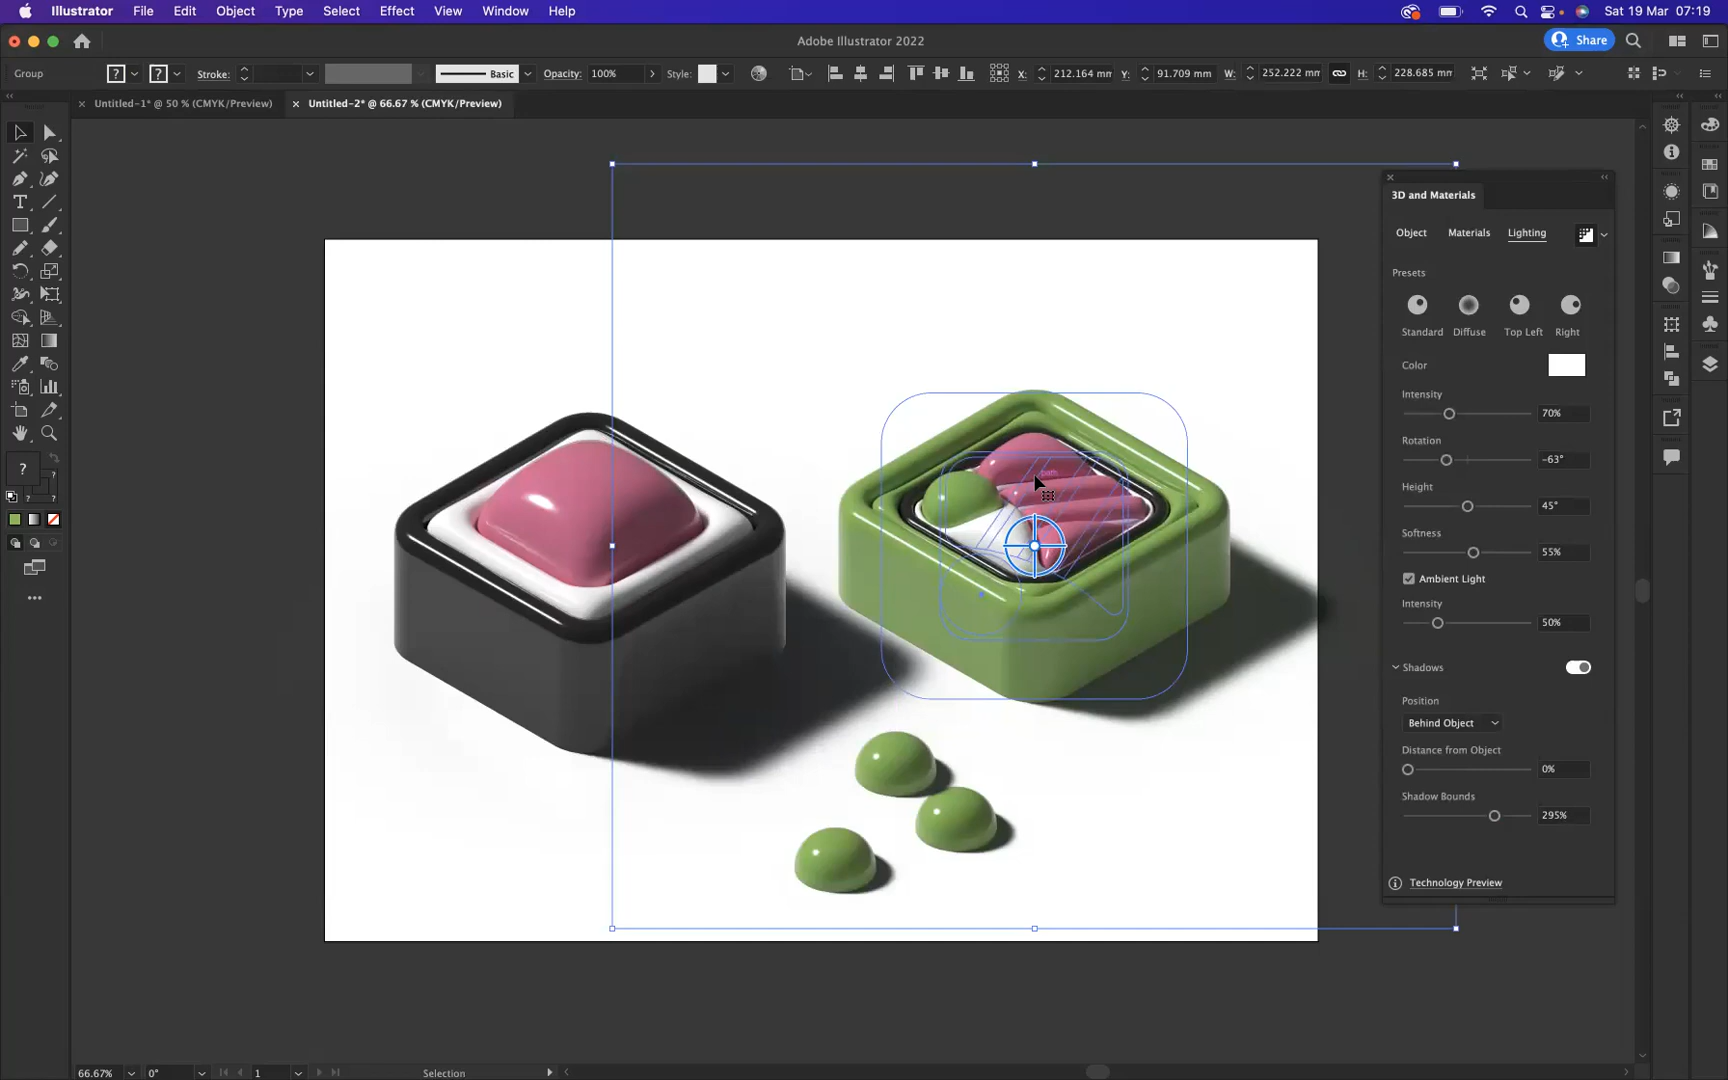 Illustrator File Edit Object Type Select Effect View Window Help Sat 19 Mar 07:19
Adobe Illustrator 2022 Share
Group ? ? Stroke: Basic Opacity: 100% Style: X: 212.164 mm Y: 91.709 mm W: 252.222 mm H: 228.685 mm
Untitled-1* @ 50 % (CMYK/Preview) Untitled-2* @ 66.67 % (CMYK/Preview)
3D and Materials
Object Materials Lighting
Presets
Standard Diffuse Top Left Right
Color
Intensity
70%
Rotation
-63°
Height
45°
Softness
55%
Ambient Light
Intensity
50%
Shadows
Position
Behind Object
Distance from Object
0%
Shadow Bounds
295%
Technology Preview
path
?
?
66.67% 0° 1 Selection